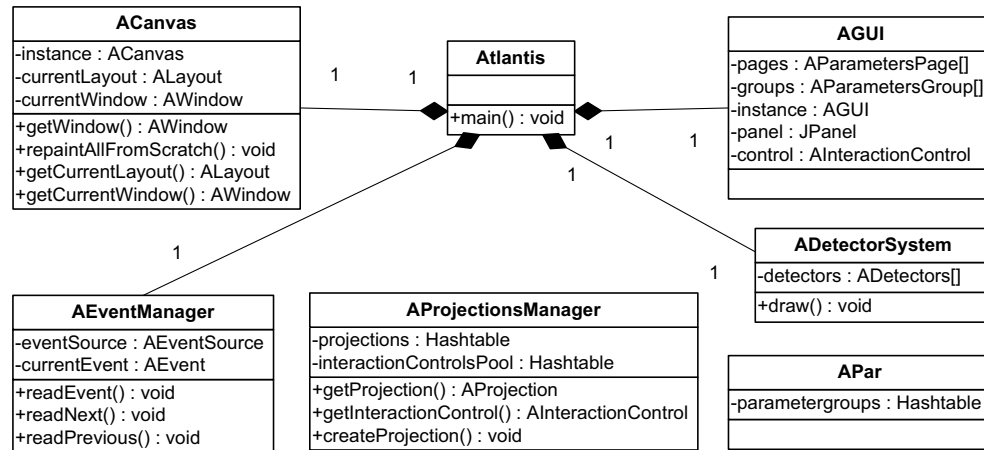 ACanvas
-instance : ACanvas
-currentLayout : ALayout
-currentWindow : AWindow
+getWindow() : AWindow
+repaintAllFromScratch() : void
+getCurrentLayout() : ALayout
+getCurrentWindow() : AWindow
1
1
Atlantis
+main() : void
1
1
1
AGUI
-pages : AParametersPage[]
-groups : AParametersGroup[]
-instance : AGUI
-panel : JPanel
-control : AInteractionControl
1
1
ADetectorSystem
-detectors : ADetectors[]
+draw() : void
AEventManager
-eventSource : AEventSource
-currentEvent : AEvent
+readEvent() : void
+readNext() : void
+readPrevious() : void
AProjectionsManager
-projections : Hashtable
-interactionControlsPool : Hashtable
+getProjection() : AProjection
+getInteractionControl() : AInteractionControl
+createProjection() : void
APar
-parametergroups : Hashtable